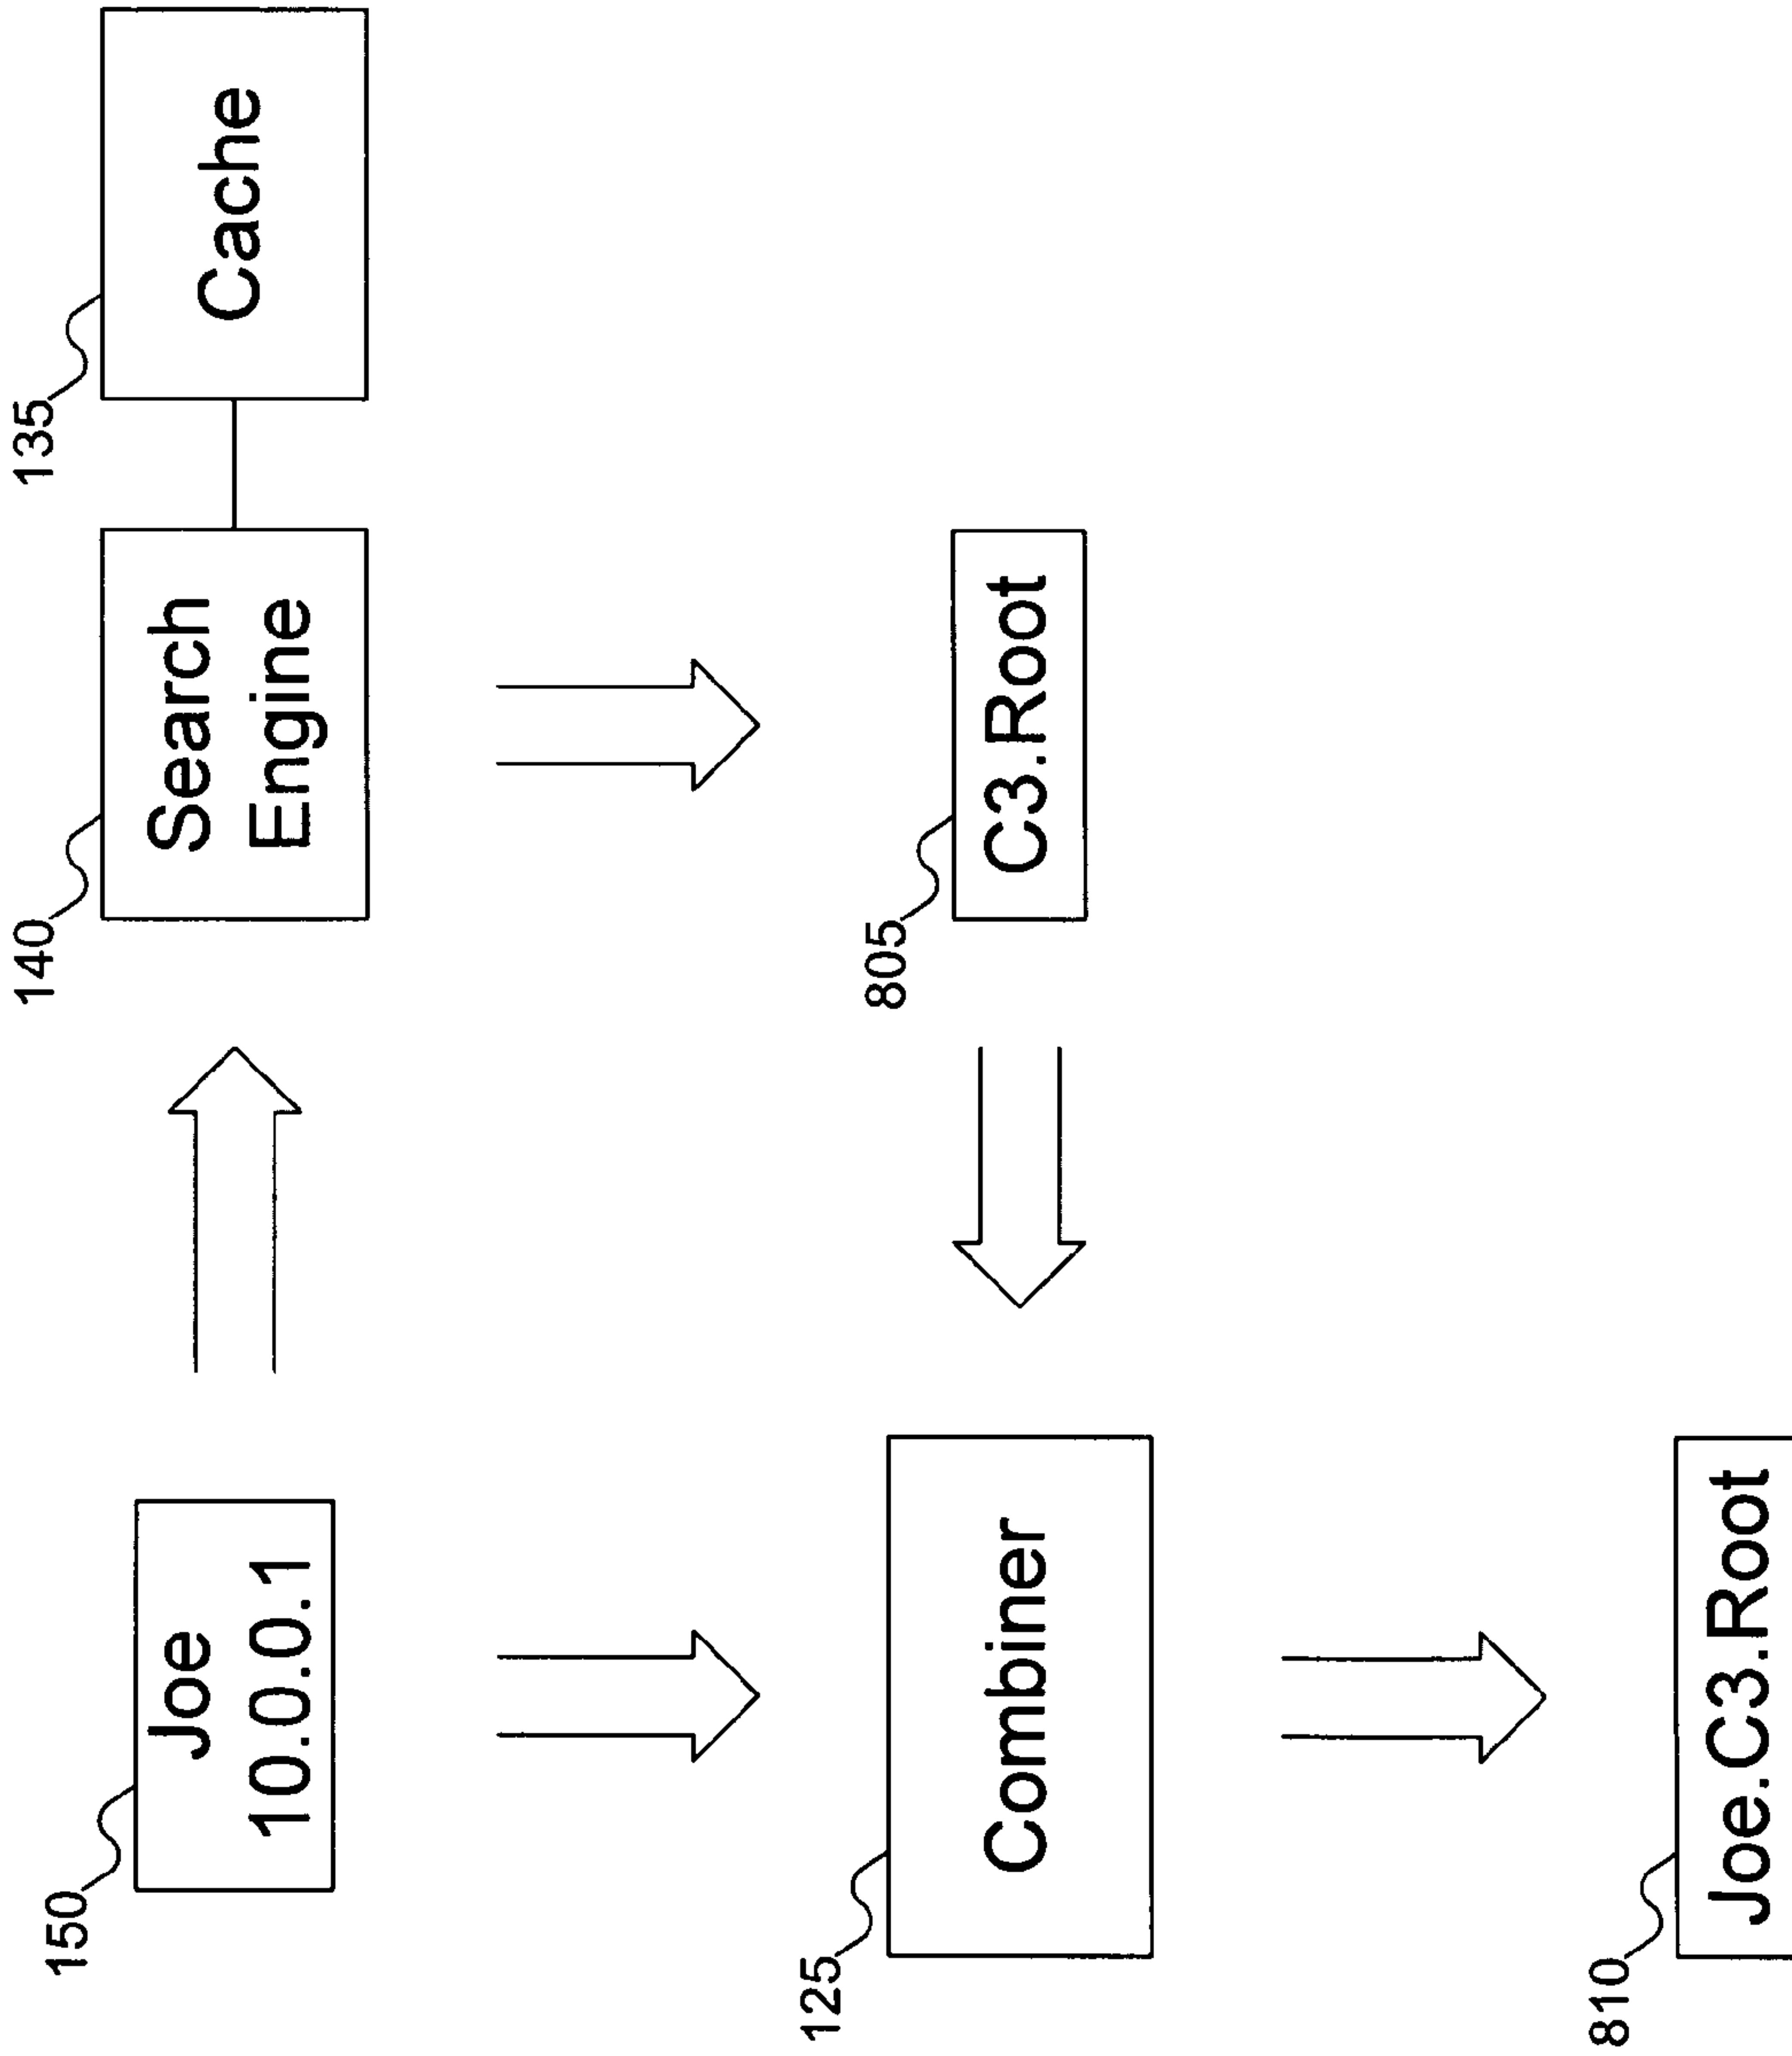 150
Joe
10.0.0.1
140
Search
Engine
135
Cache
125
Combiner
805
C3.Root
810
Joe.C3.Root